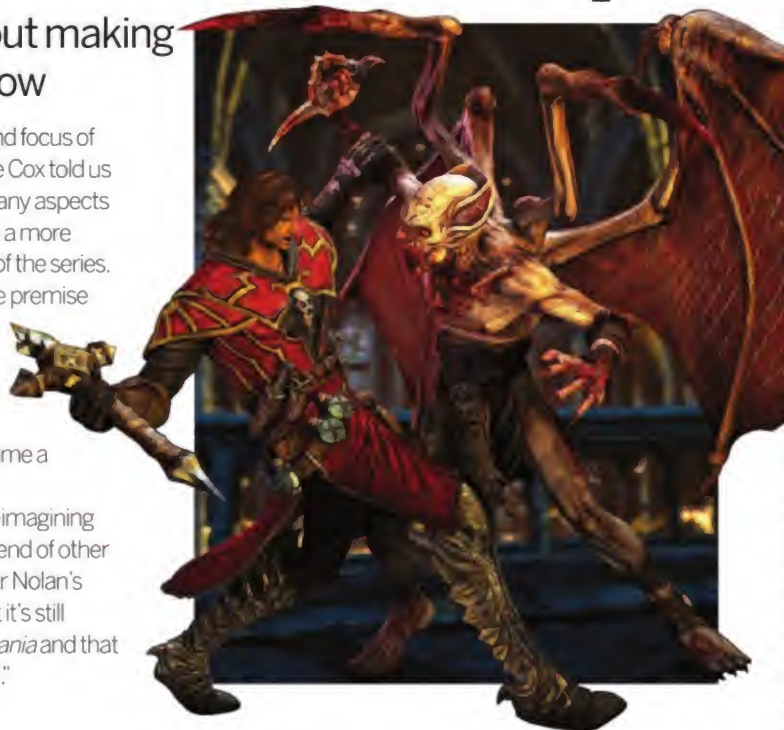 out making
ow
nd focus of
e Cox told us
any aspects
a more
of the series.
e premise
me a
-imagining
end of other
r Nolan's
it's still
ania and that
."